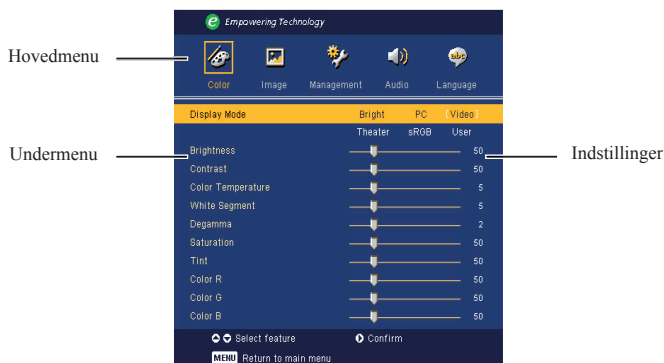 e Empowering Technology
Hovedmenu
abc
Color Image Management Audio Language
Display Mode Bright PC [ Video ]
Theater sRGB User
Undermenu
Brightness 50
Indstillinger
Contrast 50
Color Temperature 5
White Segment 5
Degamma 2
Saturation 50
Tint 50
Color R 50
Color G 50
Color B 50
Select feature Confirm
MENU Return to main menu